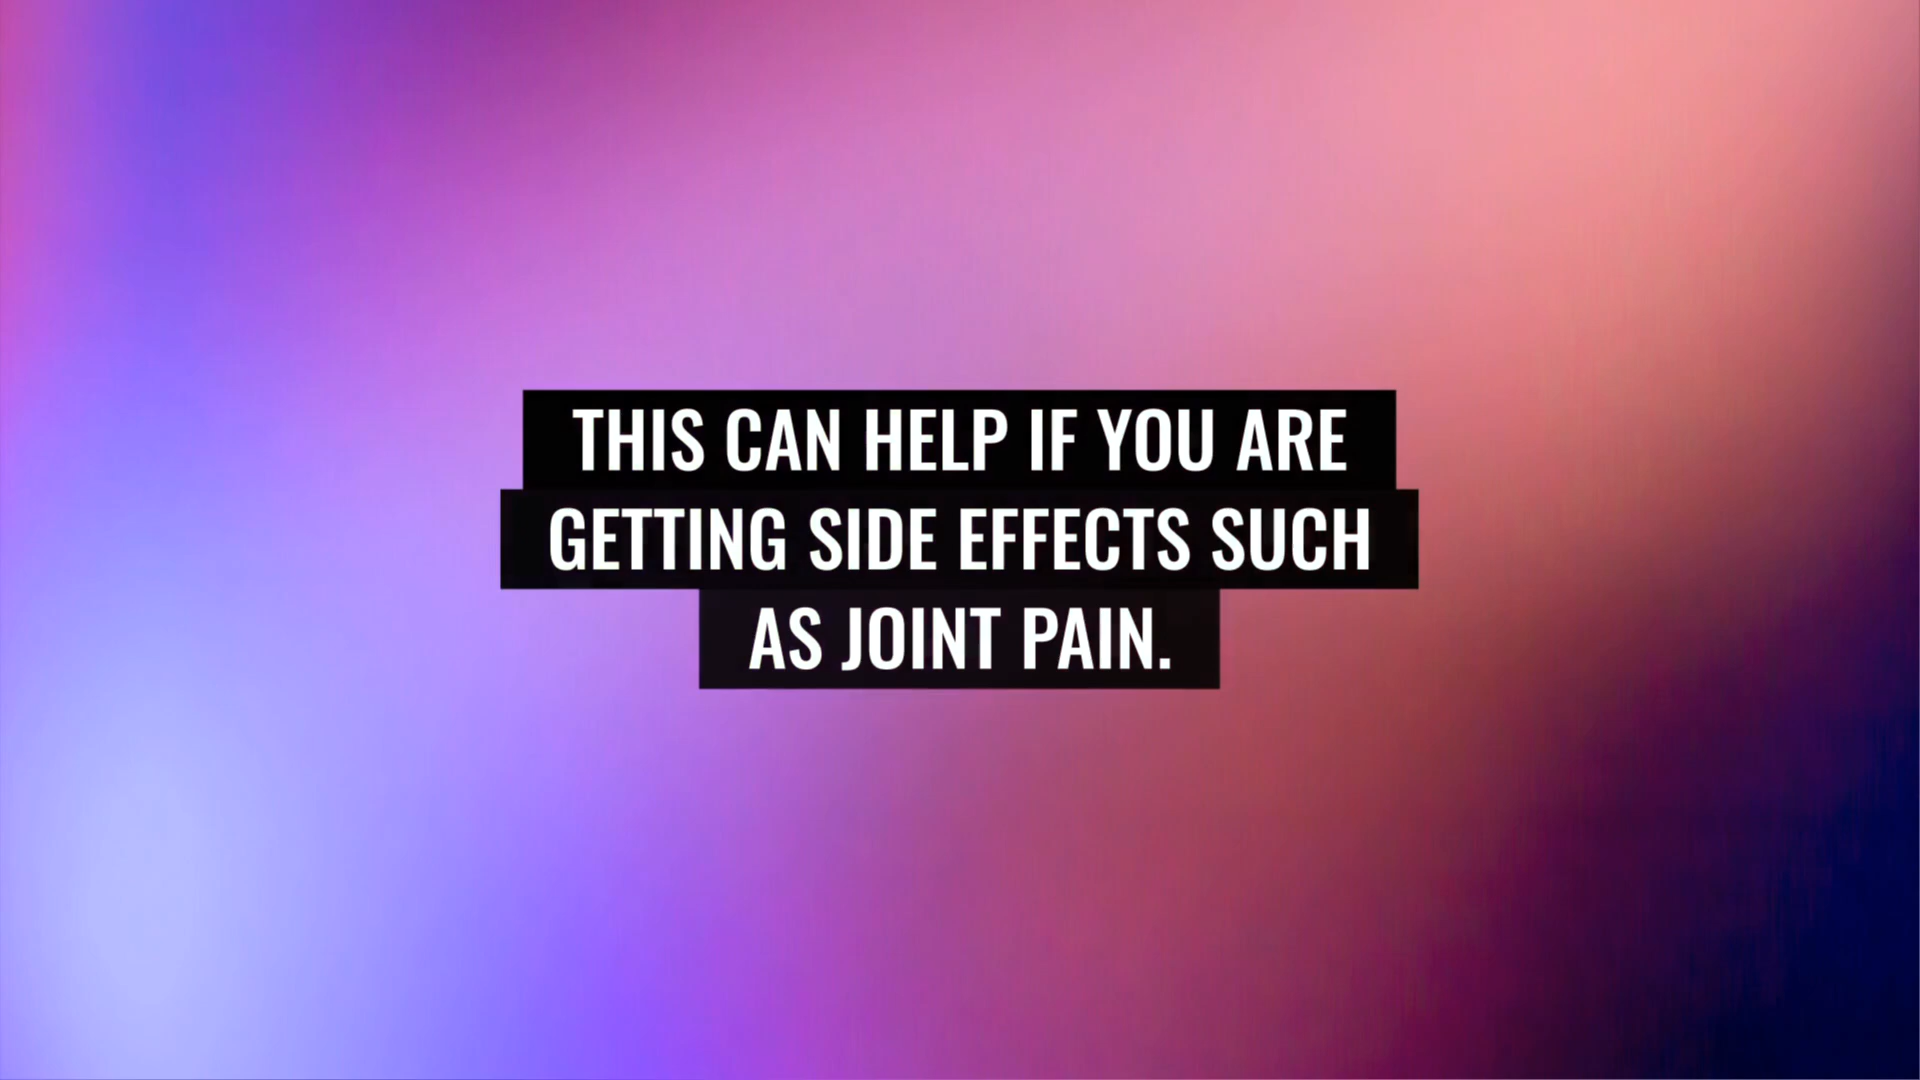 THIS CAN HELP IF YOU ARE
GETTING SIDE EFFECTS SUCH
AS JOINT PAIN.